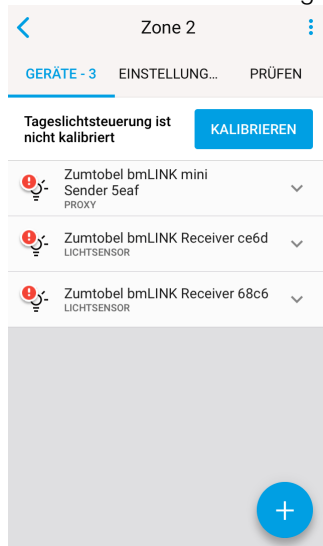 Zone 2
GERÄTE - 3 EINSTELLUNG... PRÜFEN
Tageslichtsteuerung ist
nicht kalibriert
KALIBRIEREN
Zumtobel bmLINK mini
Sender 5eaf
PROXY
Zumtobel bmLINK Receiver ce6d
LICHTSENSOR
Zumtobel bmLINK Receiver 68c6
LICHTSENSOR